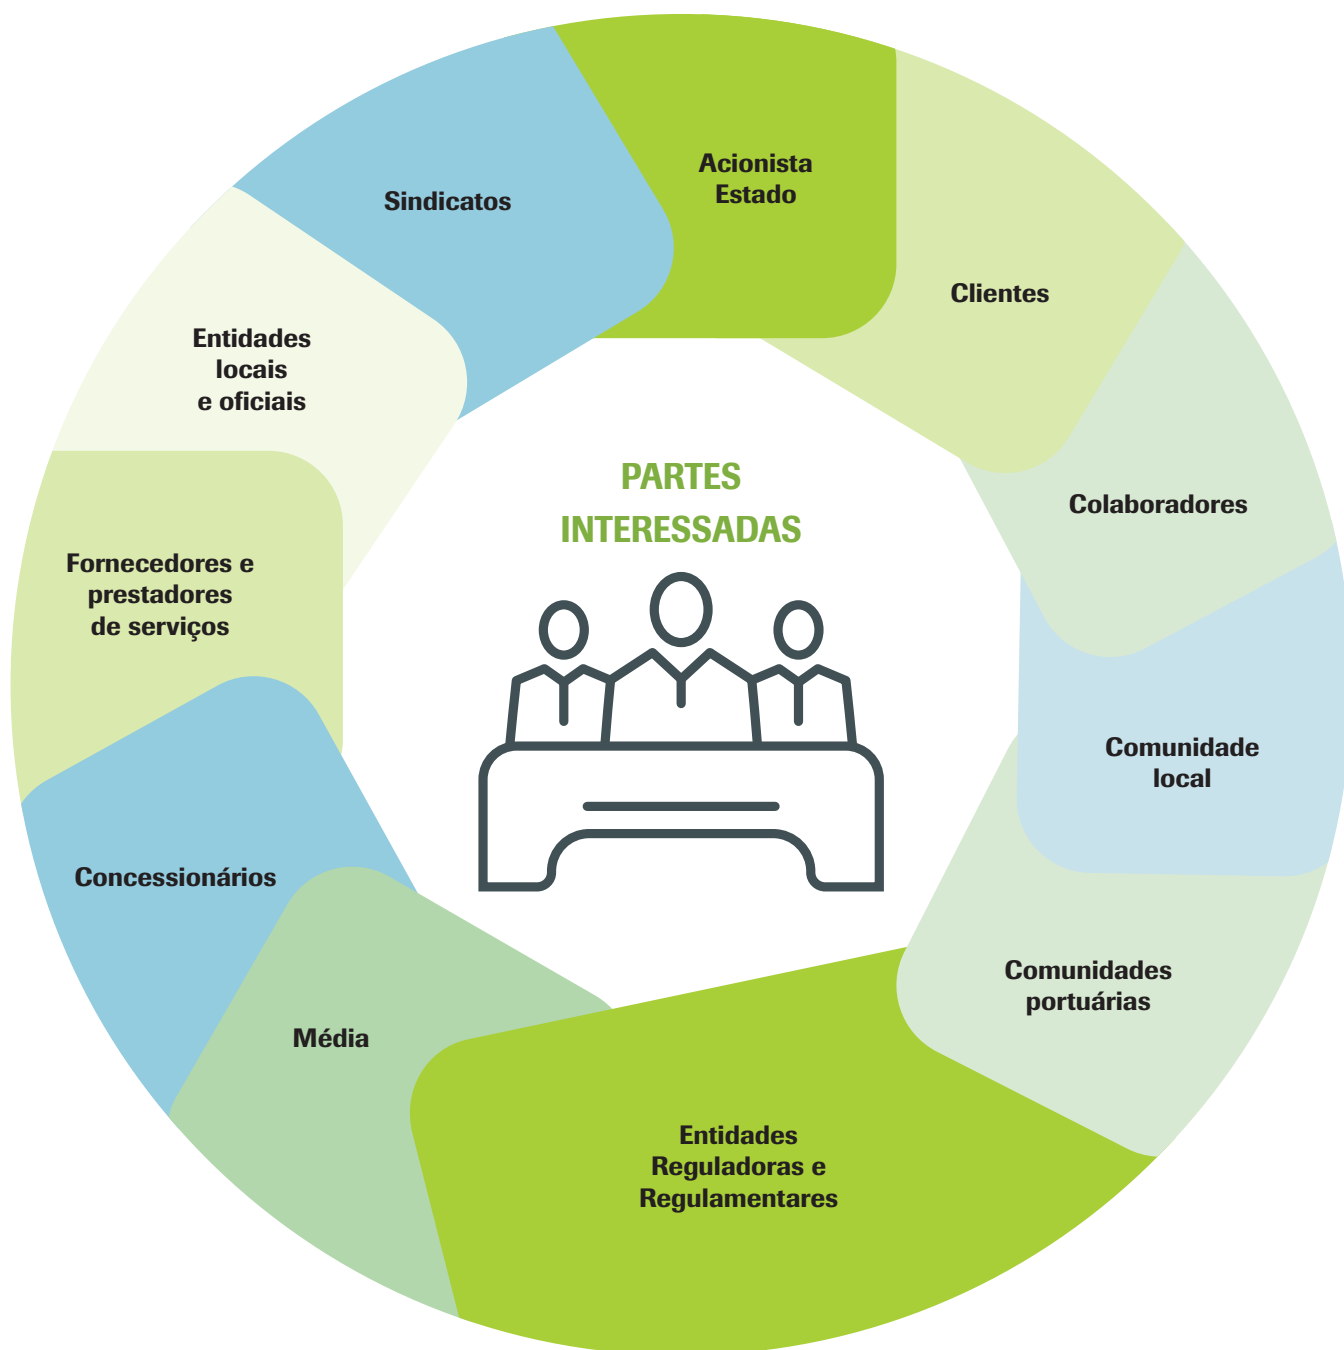 PARTES
INTERESSADAS
Acionista
Estado
Clientes
Colaboradores
Comunidade
local
Comunidades
portuárias
Entidades
Reguladoras e
Regulamentares
Média
Concessionários
Fornecedores e
prestadores
de serviços
Entidades
locais
e oficiais
Sindicatos